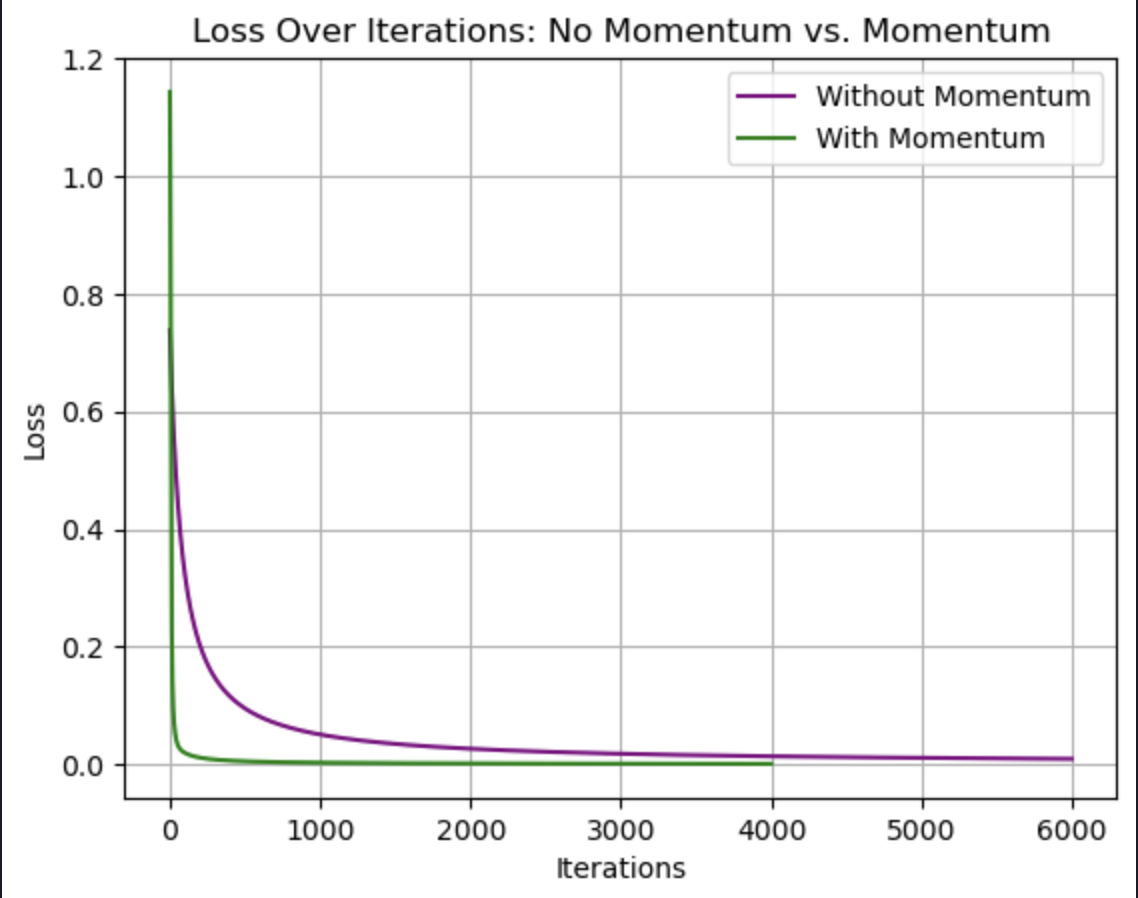 Loss Over Iterations: No Momentum vs. Momentum
Without Momentum
With Momentum
1.2
1.0
0.8
0.6
0.4
0.2
0.0
Loss
0 1000 2000 3000 4000 5000 6000
Iterations